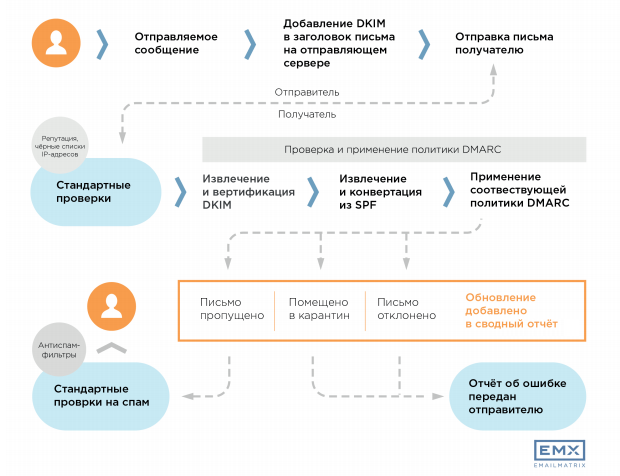 Отправляемое
сообщение
Добавление DKIM
в заголовок письма
на отправляющем
сервере
Отправка письма
получателю
Отправитель
Получатель
Репутация,
чёрные списки
IP-адресов
Стандартные
проверки
Проверка и применение политики DMARC
Извлечение
и вертификация
DKIM
Извлечение
и конвертация
из SPF
Применение
соотвествующей
политики DMARC
Письмо
пропущено
Помещено
в карантин
Письмо
отклонено
Обновление
добавлено
в сводный отчёт
Антиспам-
фильтры
Стандартные
провки на спам
Отчёт об ошибке
передан
отправителю
EMX
EMAILMATRIX